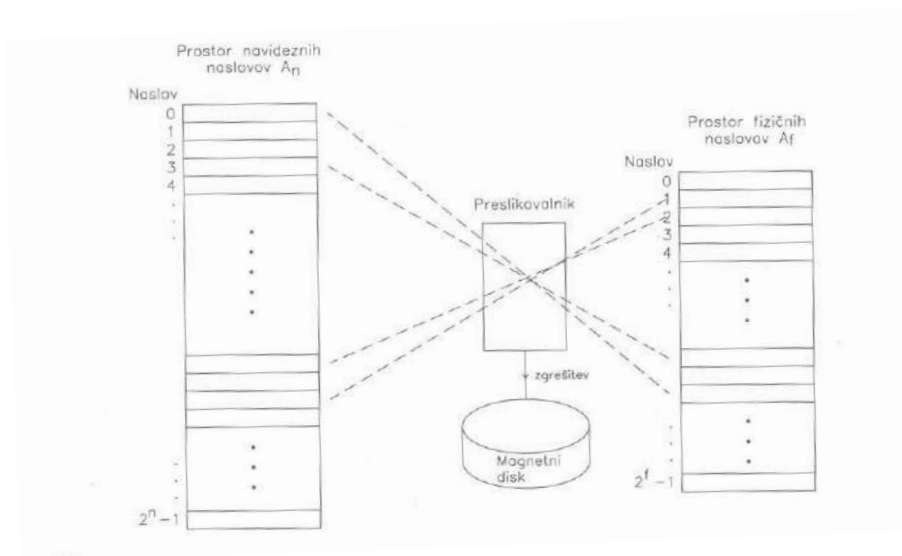 Prostor navideznih
naslovov Aₙ
Naslov
0
1
2
3
4
2ⁿ-1
Preslikovalnik
zgrešitev
Magnetni
disk
Prostor fizičnih
naslovov A_f
Naslov
0
1
2
3
4
2ᶠ-1